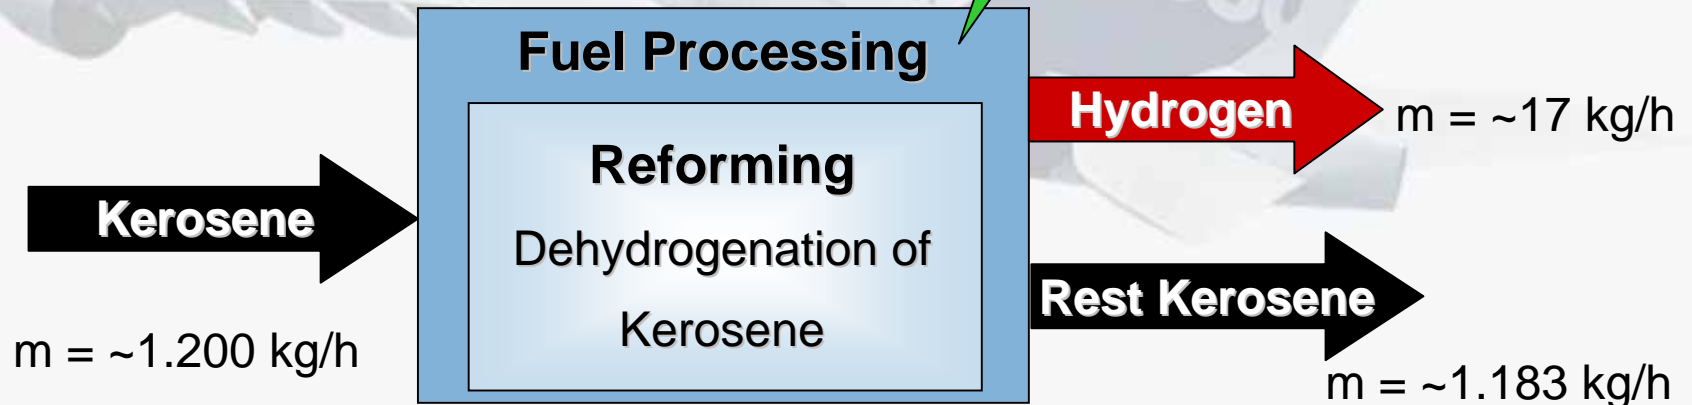 Fuel Processing
Reforming
Dehydrogenation of
Kerosene
Kerosene
m = ~1.200 kg/h
Hydrogen
m = ~17 kg/h
Rest Kerosene
m = ~1.183 kg/h